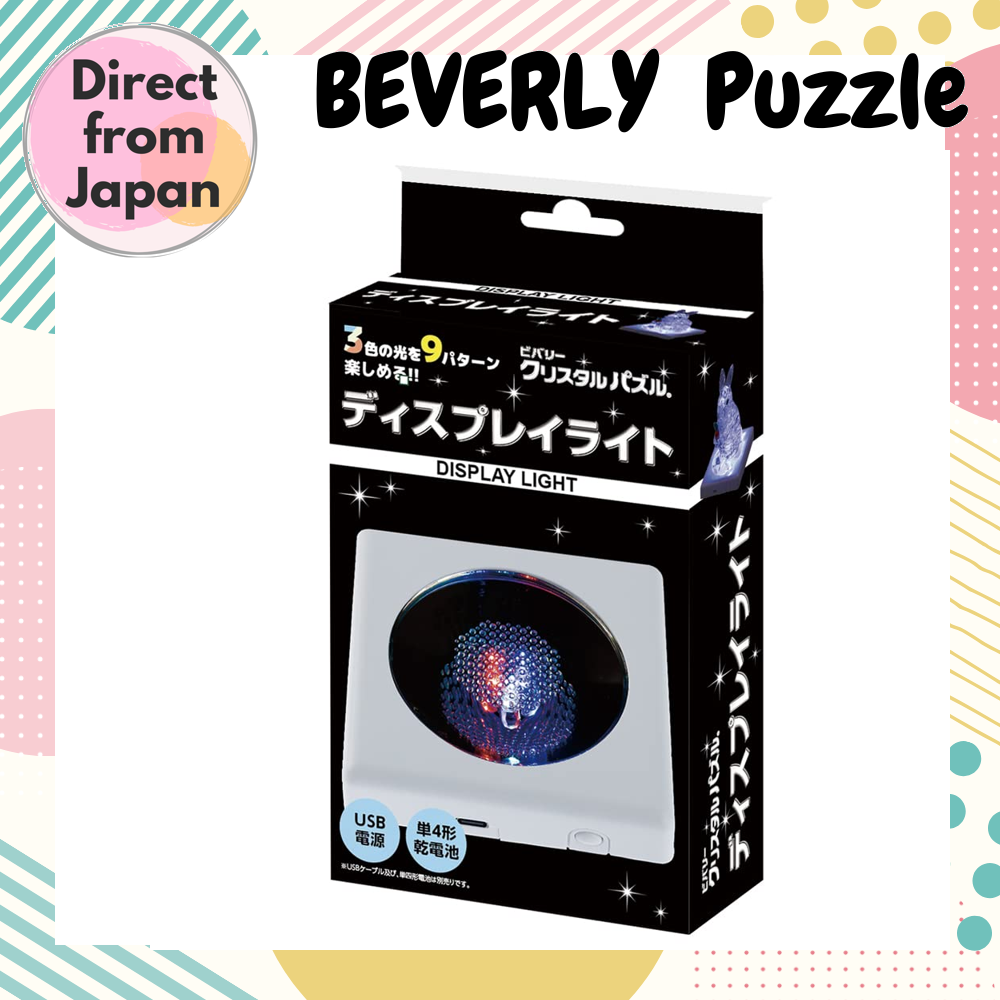 Direct
from
Japan
BEVERLY Puzzle
DISPLAY LIGHT
ディスプレイライト
3色の光を9パターン
楽しめる!!
ビバリー
クリスタルパズル
ディスプレイライト
DISPLAY LIGHT
USB
電源
単4形
乾電池
※USBケーブル及び、単四形電池は別売りです。
ビバリー
クリスタルパズル
ディスプレイライト